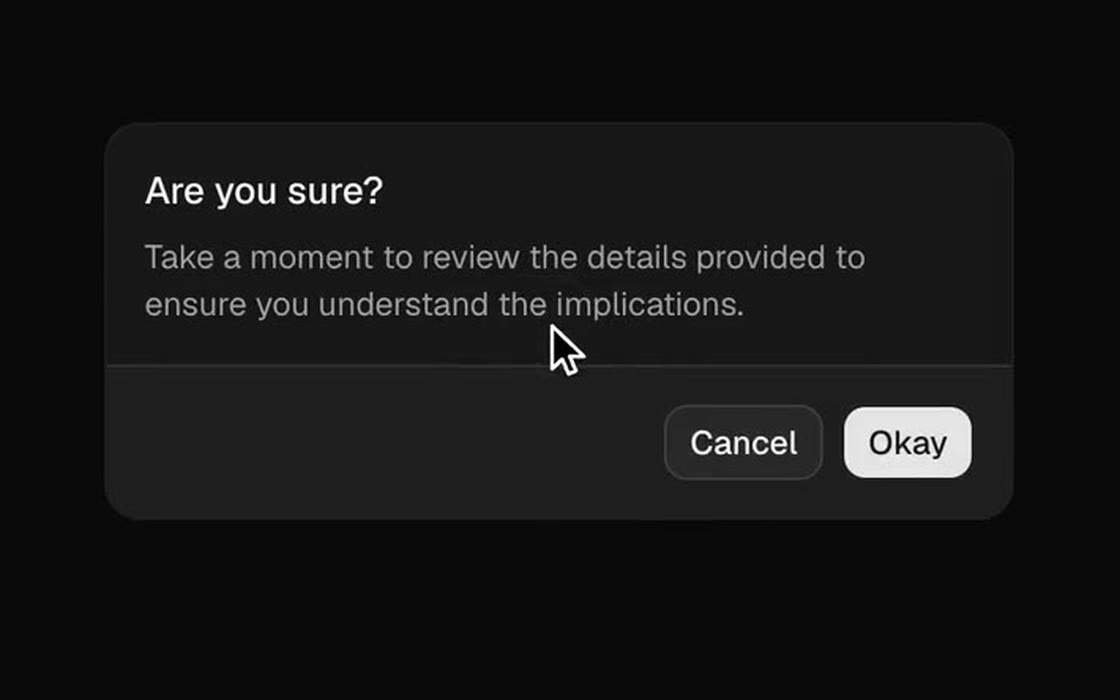 Are you sure?
Take a moment to review the details provided to
ensure you understand the implications.
Cancel
Okay